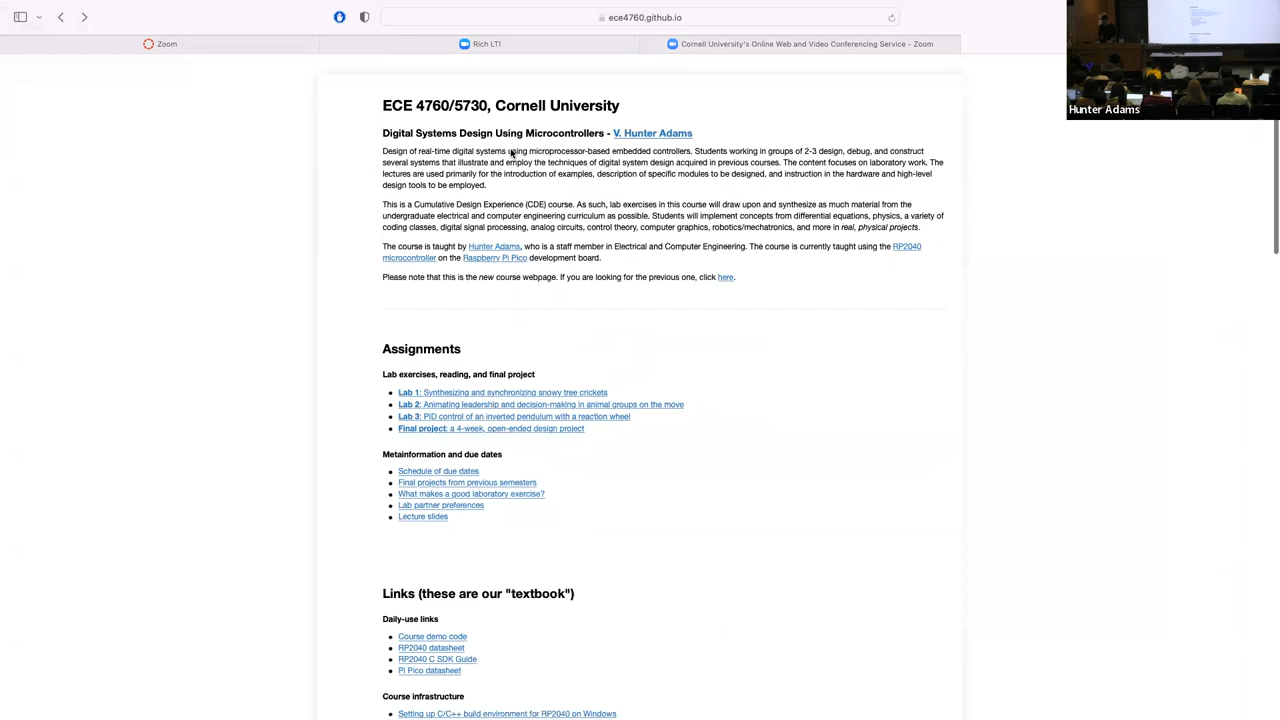 ece4760.github.io
Zoom
Rich LTI
Cornell University's Online Web and Video Conferencing Service - Zoom
Hunter Adams
ECE 4760/5730, Cornell University
Digital Systems Design Using Microcontrollers - V. Hunter Adams
Design of real-time digital systems using microprocessor-based embedded controllers. Students working in groups of 2-3 design, debug, and construct
several systems that illustrate and employ the techniques of digital system design acquired in previous courses. The content focuses on laboratory work. The
lectures are used primarily for the introduction of examples, description of specific modules to be designed, and instruction in the hardware and high-level
design tools to be employed.
This is a Cumulative Design Experience (CDE) course. As such, lab exercises in this course will draw upon and synthesize as much material from the
undergraduate electrical and computer engineering curriculum as possible. Students will implement concepts from differential equations, physics, a variety of
coding classes, digital signal processing, analog circuits, control theory, computer graphics, robotics/mechatronics, and more in real, physical projects.
The course is taught by Hunter Adams, who is a staff member in Electrical and Computer Engineering. The course is currently taught using the RP2040
microcontroller on the Raspberry Pi Pico development board.
Please note that this is the new course webpage. If you are looking for the previous one, click here.
Assignments
Lab exercises, reading, and final project
Lab 1: Synthesizing and synchronizing snowy tree crickets
Lab 2: Animating leadership and decision-making in animal groups on the move
Lab 3: PID control of an inverted pendulum with a reaction wheel
Final project: a 4-week, open-ended design project
Metainformation and due dates
Schedule of due dates
Final projects from previous semesters
What makes a good laboratory exercise?
Lab partner preferences
Lecture slides
Links (these are our "textbook")
Daily-use links
Course demo code
RP2040 datasheet
RP2040 C SDK Guide
Pi Pico datasheet
Course infrastructure
Setting up C/C++ build environment for RP2040 on Windows